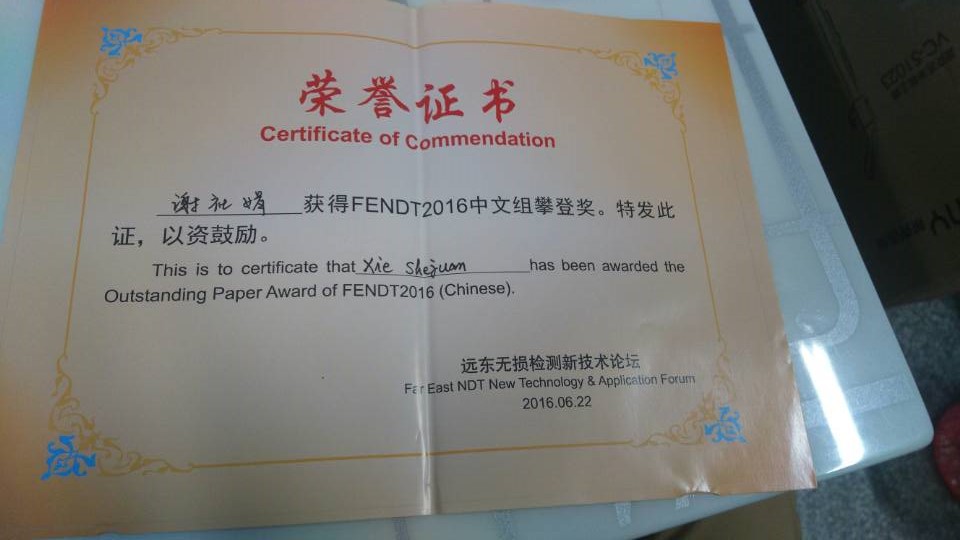 荣誉证书
Certificate of Commendation
谢社娟 获得FENDT2016中文组攀登奖。特发此
证，以资鼓励。
This is to certificate that Xie Shejuan has been awarded the
Outstanding Paper Award of FENDT2016 (Chinese).
远东无损检测新技术论坛
Far East NDT New Technology & Application Forum
2016.06.22
VC-S1023